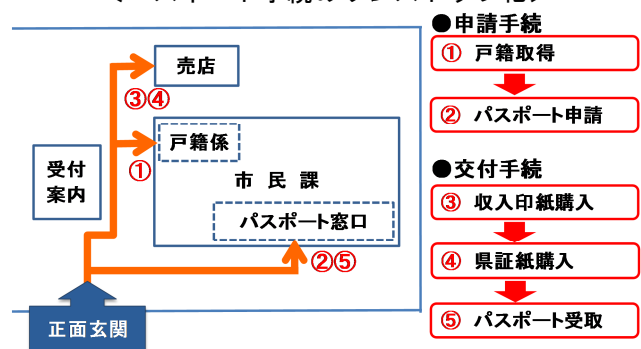 売店
③④
戸籍係
①
受付
案内
市民課
パスポート窓口
②⑤
正面玄関
●申請手続
① 戸籍取得
② パスポート申請
●交付手続
③ 収入印紙購入
④ 県証紙購入
⑤ パスポート受取